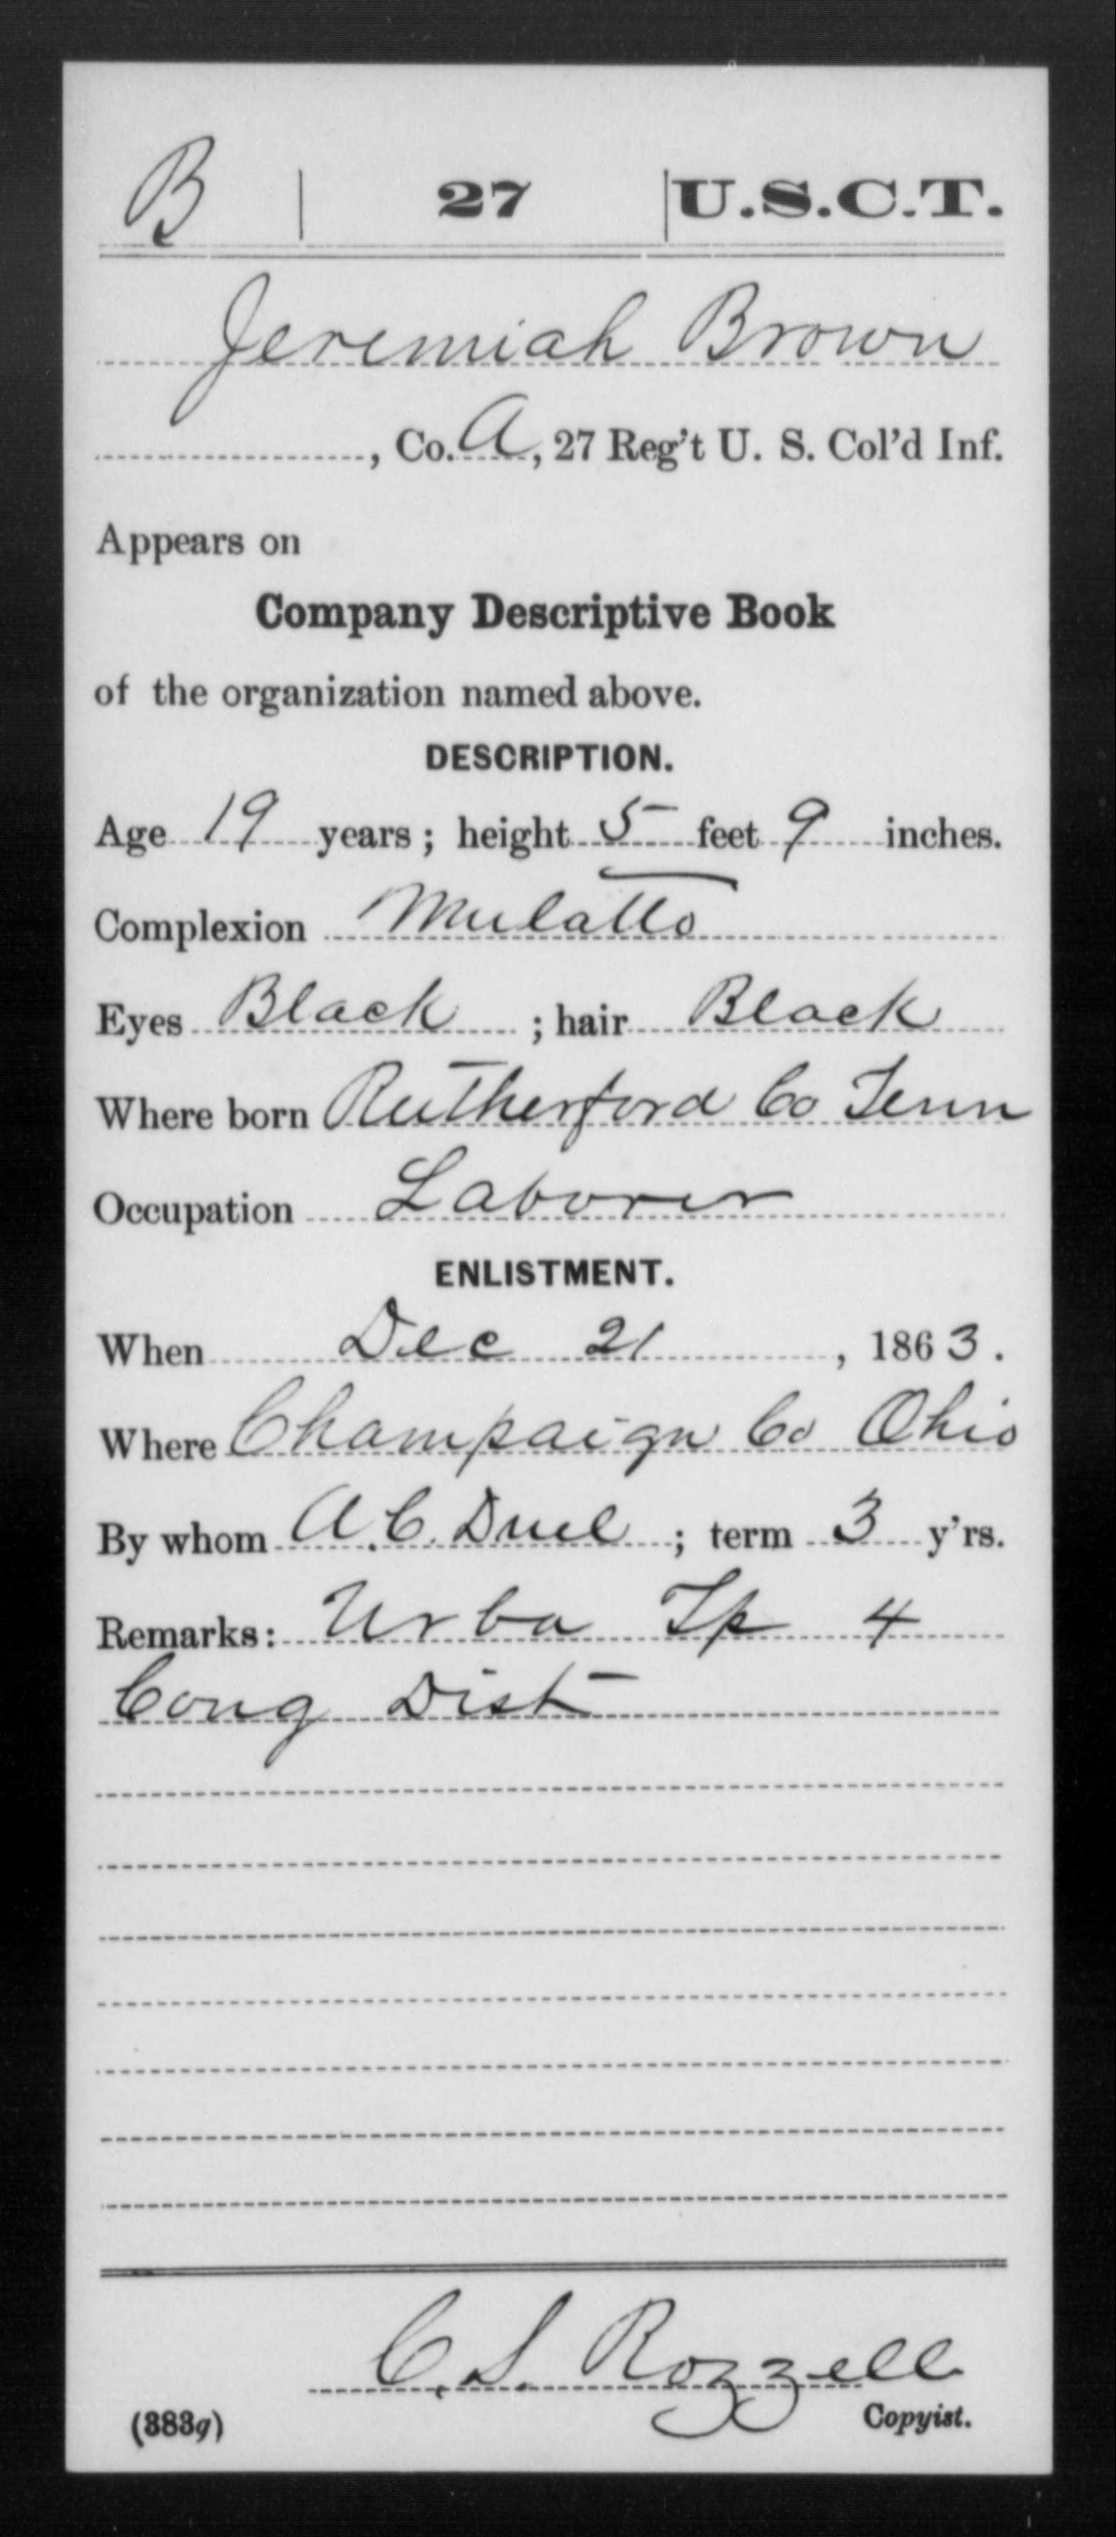 B | 27 | U.S.C.T.
Jeremiah Brown
, Co. A, 27 Reg't U. S. Col'd Inf.
Appears on
Company Descriptive Book
of the organization named above.
DESCRIPTION.
Age 19 years; height 5 feet 9 inches.
Complexion Mulatto
Eyes Black ; hair Black
Where born Rutherford Co Tenn
Occupation Laborer
ENLISTMENT.
When Dec 21, 1863.
Where Champaign Co Ohio
By whom A.C. Duel ; term 3 y'rs.
Remarks: Urba Tp 4
Cong Dist
C.S. Rozzell
(383g) Copyist.